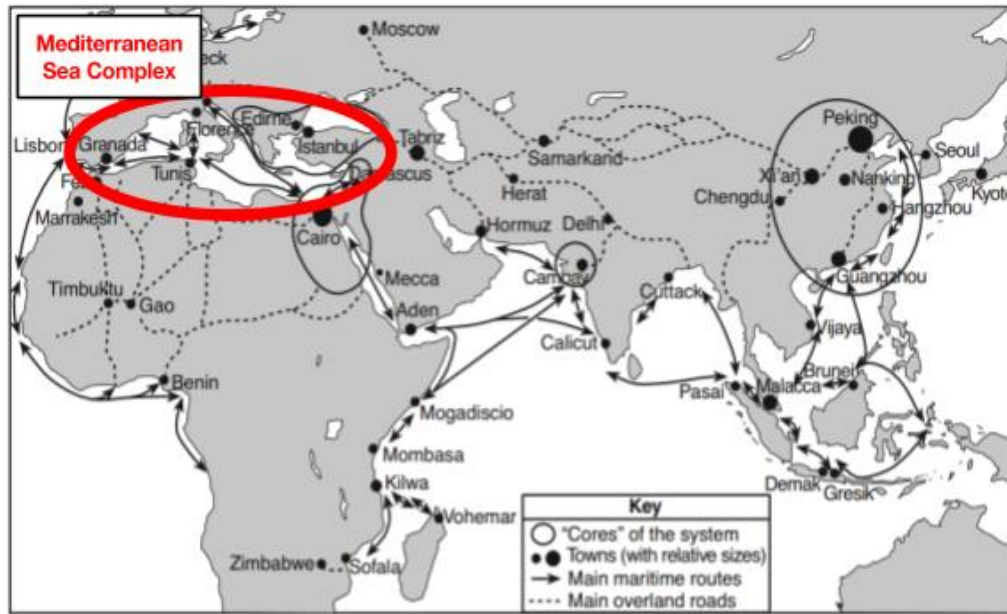 Mediterranean
Sea Complex
eck
Moscow
Lisbon
Granada
Florence
Edirne
Istanbul
Tunis
Marrakesh
Cairo
Tabriz
Samarkand
Herat
Hormuz
Delhi
Mecca
Aden
Cambay
Cuttack
Calicut
Timbuktu
Gao
Benin
Mogadiscio
Mombasa
Kilwa
Vohemar
Zimbabwe
Sofala
Peking
Xi'an
Chengdu
Nanking
Hangzhou
Seoul
Kyoto
Guangzhou
Vijaya
Brunei
Pasai
Malacca
Demak
Gresik
Key
"Cores" of the system
Towns (with relative sizes)
Main maritime routes
Main overland roads